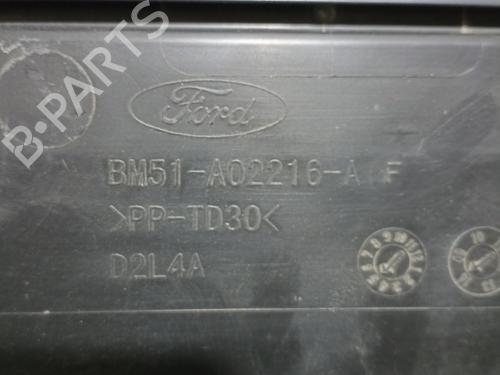 B-PARTS
Ford
BM51-A02216-A F
>PP-TD30<
D2L4A